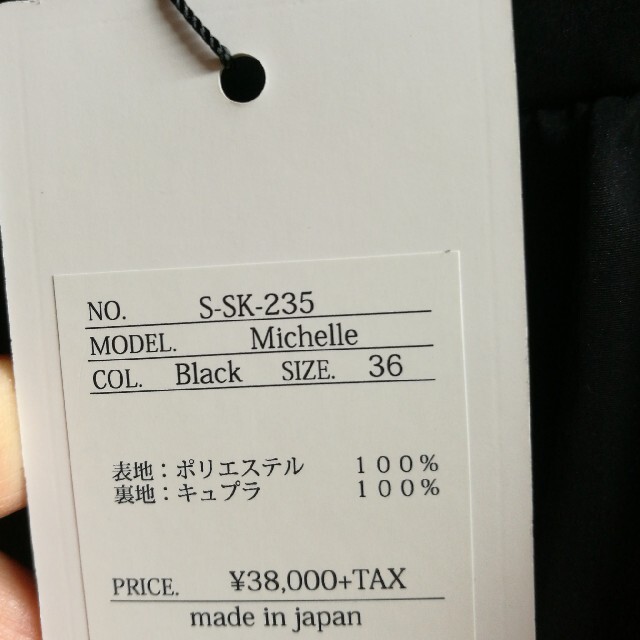 NO. S-SK-235
MODEL. Michelle
COL. Black SIZE. 36
表地：ポリエステル １００％
裏地：キュプラ １００％
PRICE. ¥38,000+TAX
made in japan